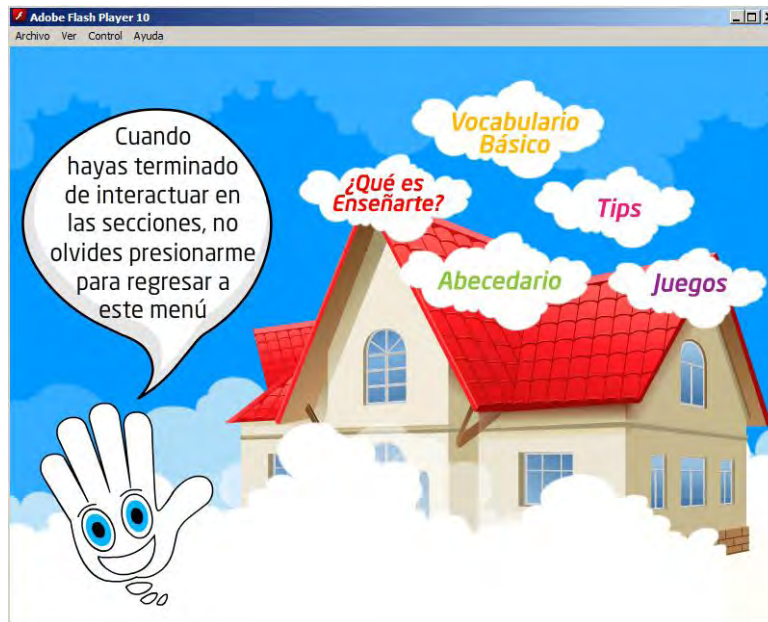 Adobe Flash Player 10
Archivo Ver Control Ayuda
Cuando
hayas terminado
de interactuar en
las secciones, no
olvides presionarme
para regresar a
este menú
Vocabulario
Básico
¿Qué es
Enseñarte?
Tips
Abecedario
Juegos